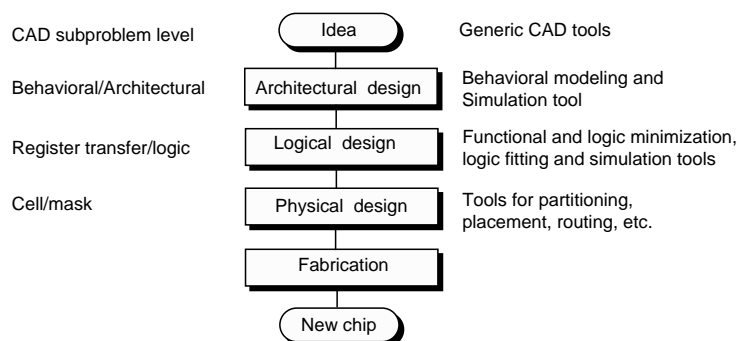 CAD subproblem level
Idea
Generic CAD tools
Behavioral/Architectural
Architectural design
Behavioral modeling and
Simulation tool
Register transfer/logic
Logical design
Functional and logic minimization,
logic fitting and simulation tools
Cell/mask
Physical design
Tools for partitioning,
placement, routing, etc.
Fabrication
New chip